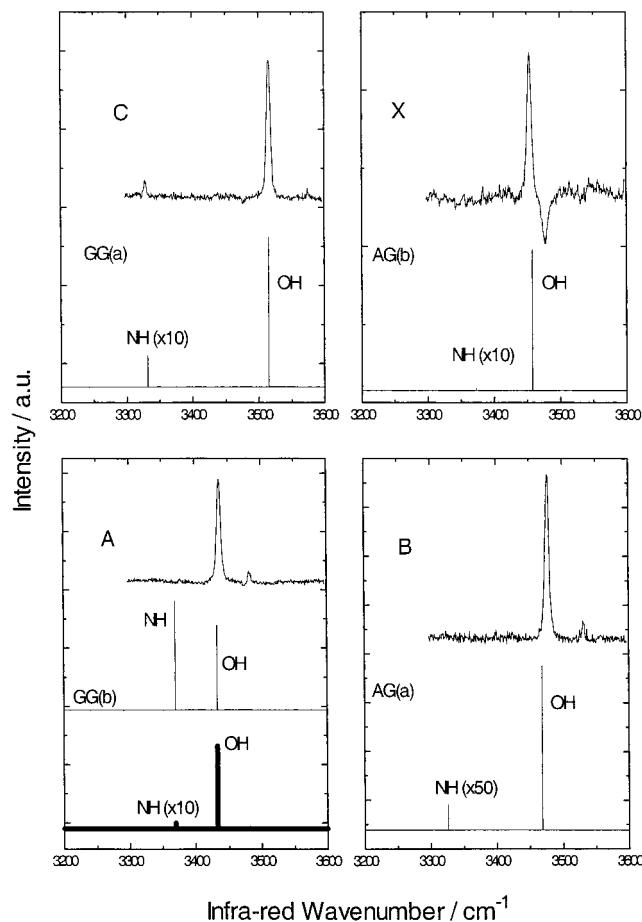 C
GG(a)
OH
NH (x10)
3200 3300 3400 3500 3600
X
AG(b)
OH
NH (x10)
3200 3300 3400 3500 3600
Intensity / a.u.
A
NH
OH
GG(b)
OH
NH (x10)
3200 3300 3400 3500 3600
B
AG(a)
OH
NH (x50)
3200 3300 3400 3500 3600
Infra-red Wavenumber / cm⁻¹